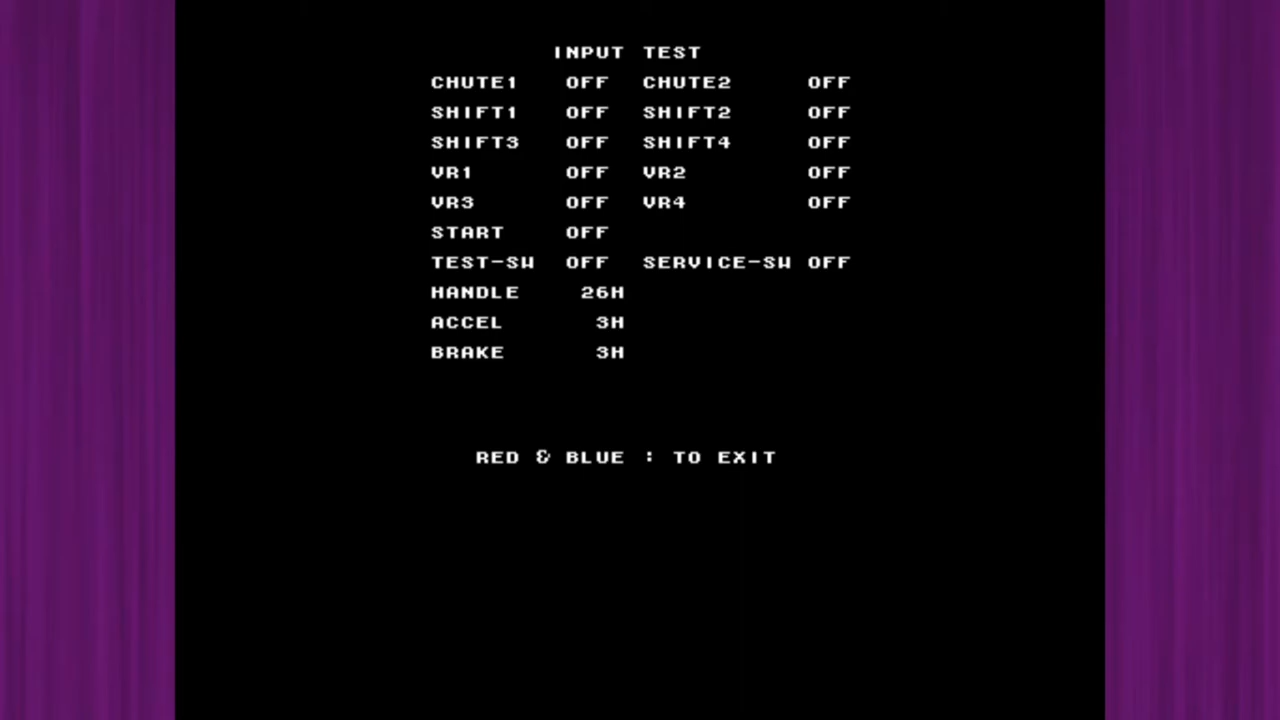 INPUT TEST
CHUTE1 OFF CHUTE2 OFF
SHIFT1 OFF SHIFT2 OFF
SHIFT3 OFF SHIFT4 OFF
VR1 OFF VR2 OFF
VR3 OFF VR4 OFF
START OFF
TEST-SW OFF SERVICE-SW OFF
HANDLE 26H
ACCEL 3H
BRAKE 3H
RED & BLUE : TO EXIT